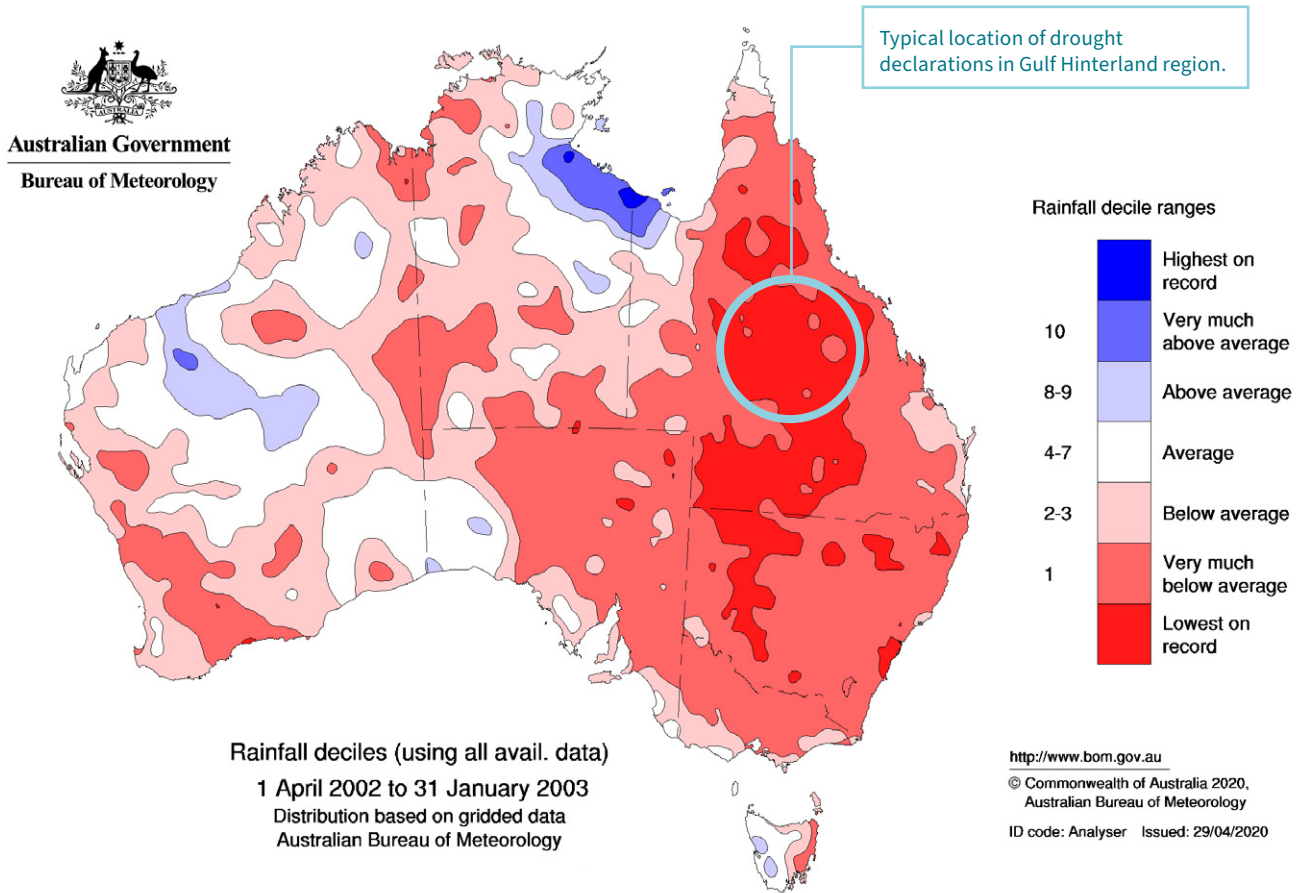 Typical location of drought
declarations in Gulf Hinterland region.
AUSTRALIA
Australian Government
Bureau of Meteorology
Rainfall decile ranges
Highest on
record
10
Very much
above average
8-9
Above average
4-7
Average
2-3
Below average
1
Very much
below average
Lowest on
record
Rainfall deciles (using all avail. data)
1 April 2002 to 31 January 2003
Distribution based on gridded data
Australian Bureau of Meteorology
http://www.bom.gov.au
© Commonwealth of Australia 2020,
Australian Bureau of Meteorology
ID code: Analyser Issued: 29/04/2020